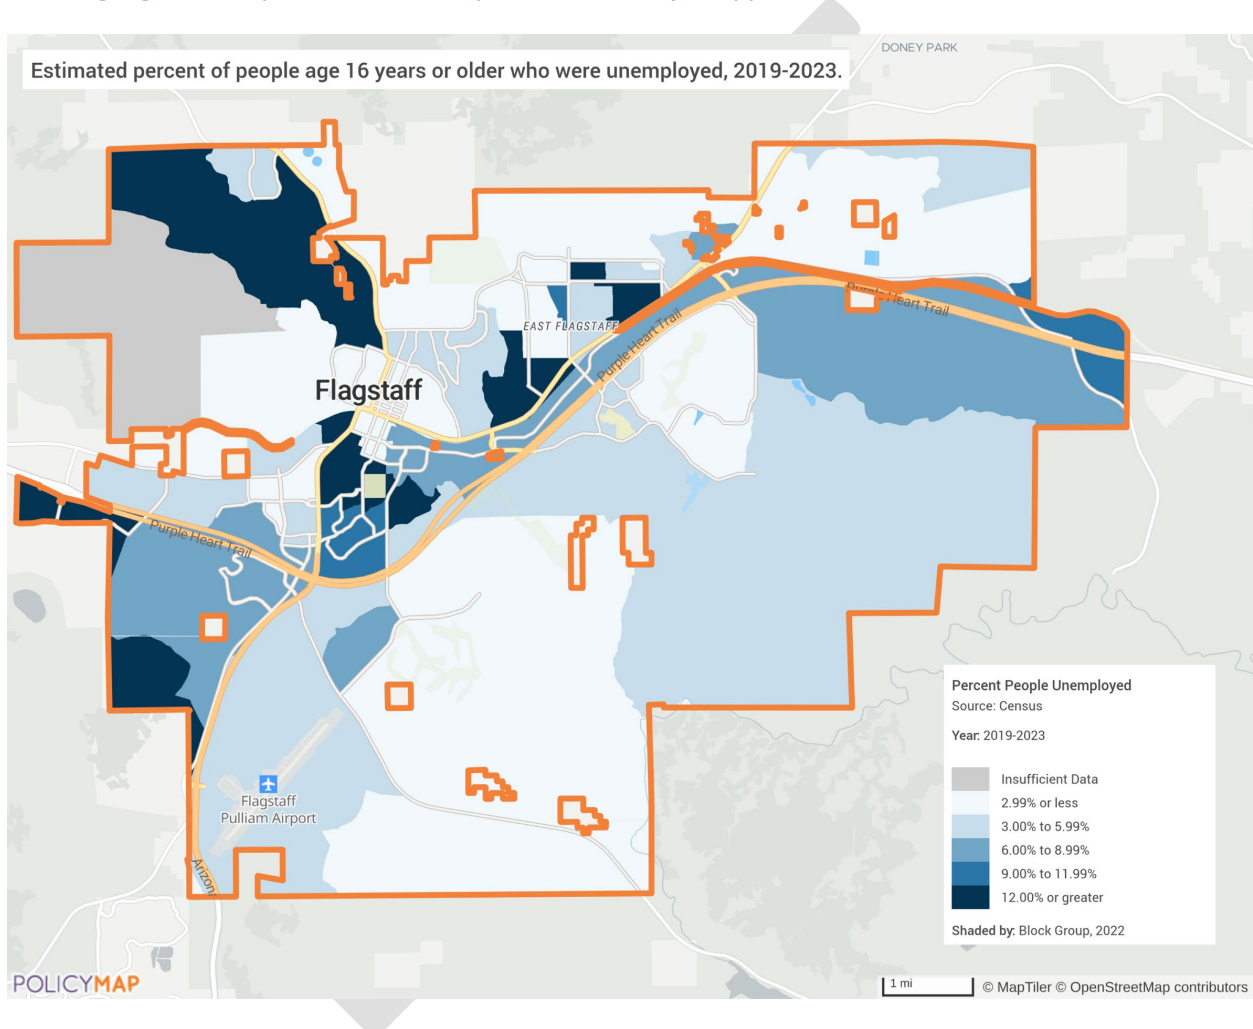 DONEY PARK
Estimated percent of people age 16 years or older who were unemployed, 2019-2023.
Purple Heart Trail
EAST FLAGSTAFF
Purple Heart Trail
Flagstaff
Purple Heart Trail
Flagstaff
Pulliam Airport
Arizona
Percent People Unemployed
Source: Census
Year: 2019-2023
Insufficient Data
2.99% or less
3.00% to 5.99%
6.00% to 8.99%
9.00% to 11.99%
12.00% or greater
Shaded by: Block Group, 2022
POLICYMAP
1 mi
© MapTiler © OpenStreetMap contributors